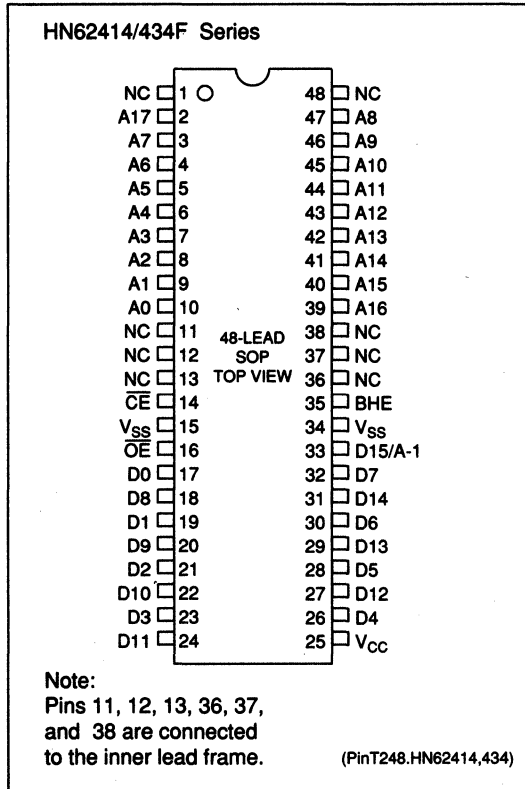 HN62414/434F Series
NC 1 48 NC
A17 2 47 A8
A7 3 46 A9
A6 4 45 A10
A5 5 44 A11
A4 6 43 A12
A3 7 42 A13
A2 8 41 A14
A1 9 40 A15
A0 10 39 A16
NC 11 38 NC
NC 12 37 NC
NC 13 36 NC
48-LEAD
SOP
TOP VIEW
C̅E̅ 14 35 BHE
VSS 15 34 VSS
O̅E̅ 16 33 D15/A-1
D0 17 32 D7
D8 18 31 D14
D1 19 30 D6
D9 20 29 D13
D2 21 28 D5
D10 22 27 D12
D3 23 26 D4
D11 24 25 VCC
Note:
Pins 11, 12, 13, 36, 37,
and 38 are connected
to the inner lead frame.
(PinT248.HN62414,434)